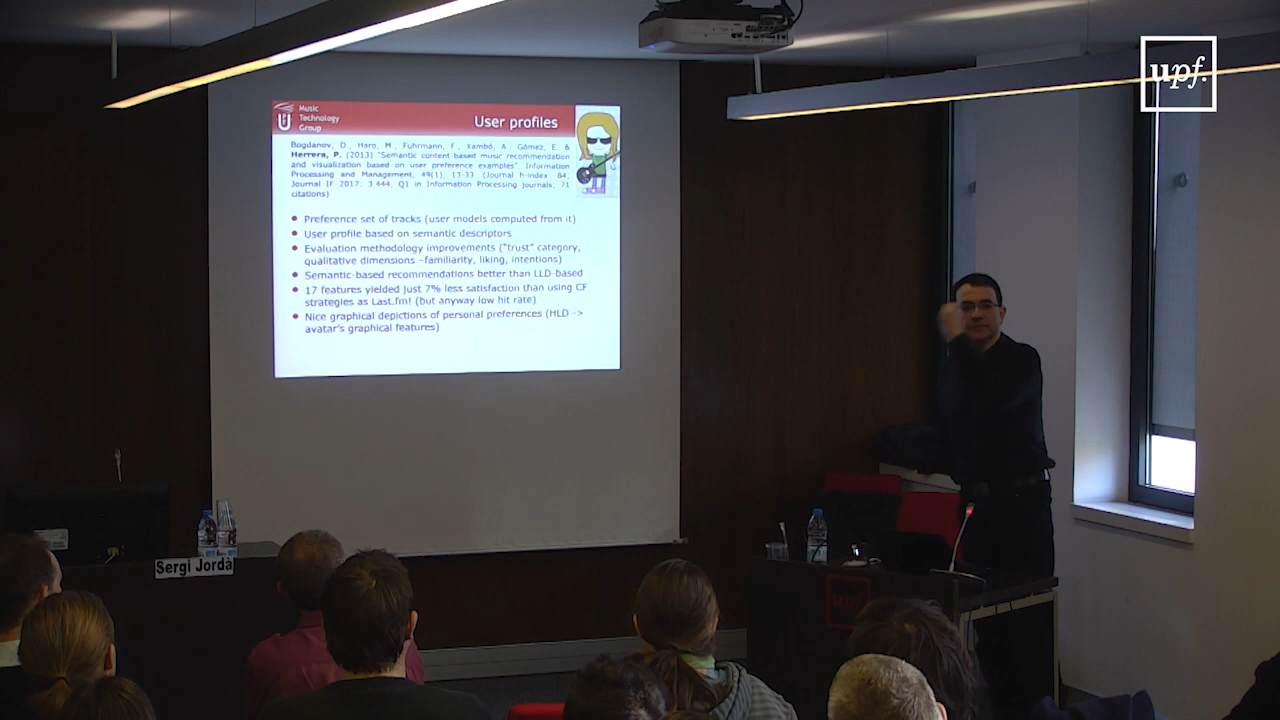 upf.
Music
Technology
Group
User profiles
Bogdanov, D., Haro, M., Fuhrmann, F., Xambó, A., Gómez, E. &
Herrera, P. (2013) "Semantic content-based music recommendation
and visualization based on user preference examples". Information
Processing and Management, 49(1), 13-33. (Journal h-index: 84;
Journal IF 2017: 3.444, Q1 in Information Processing journals; 71
citations)
Preference set of tracks (user models computed from it)
User profile based on semantic descriptors
Evaluation methodology improvements ("trust" category,
qualitative dimensions –familiarity, liking, intentions)
Semantic-based recommendations better than LLD-based
17 features yielded just 7% less satisfaction than using CF
strategies as Last.fm! (but anyway low hit rate)
Nice graphical depictions of personal preferences (HLD ->
avatar's graphical features)
Sergi Jordà
upf